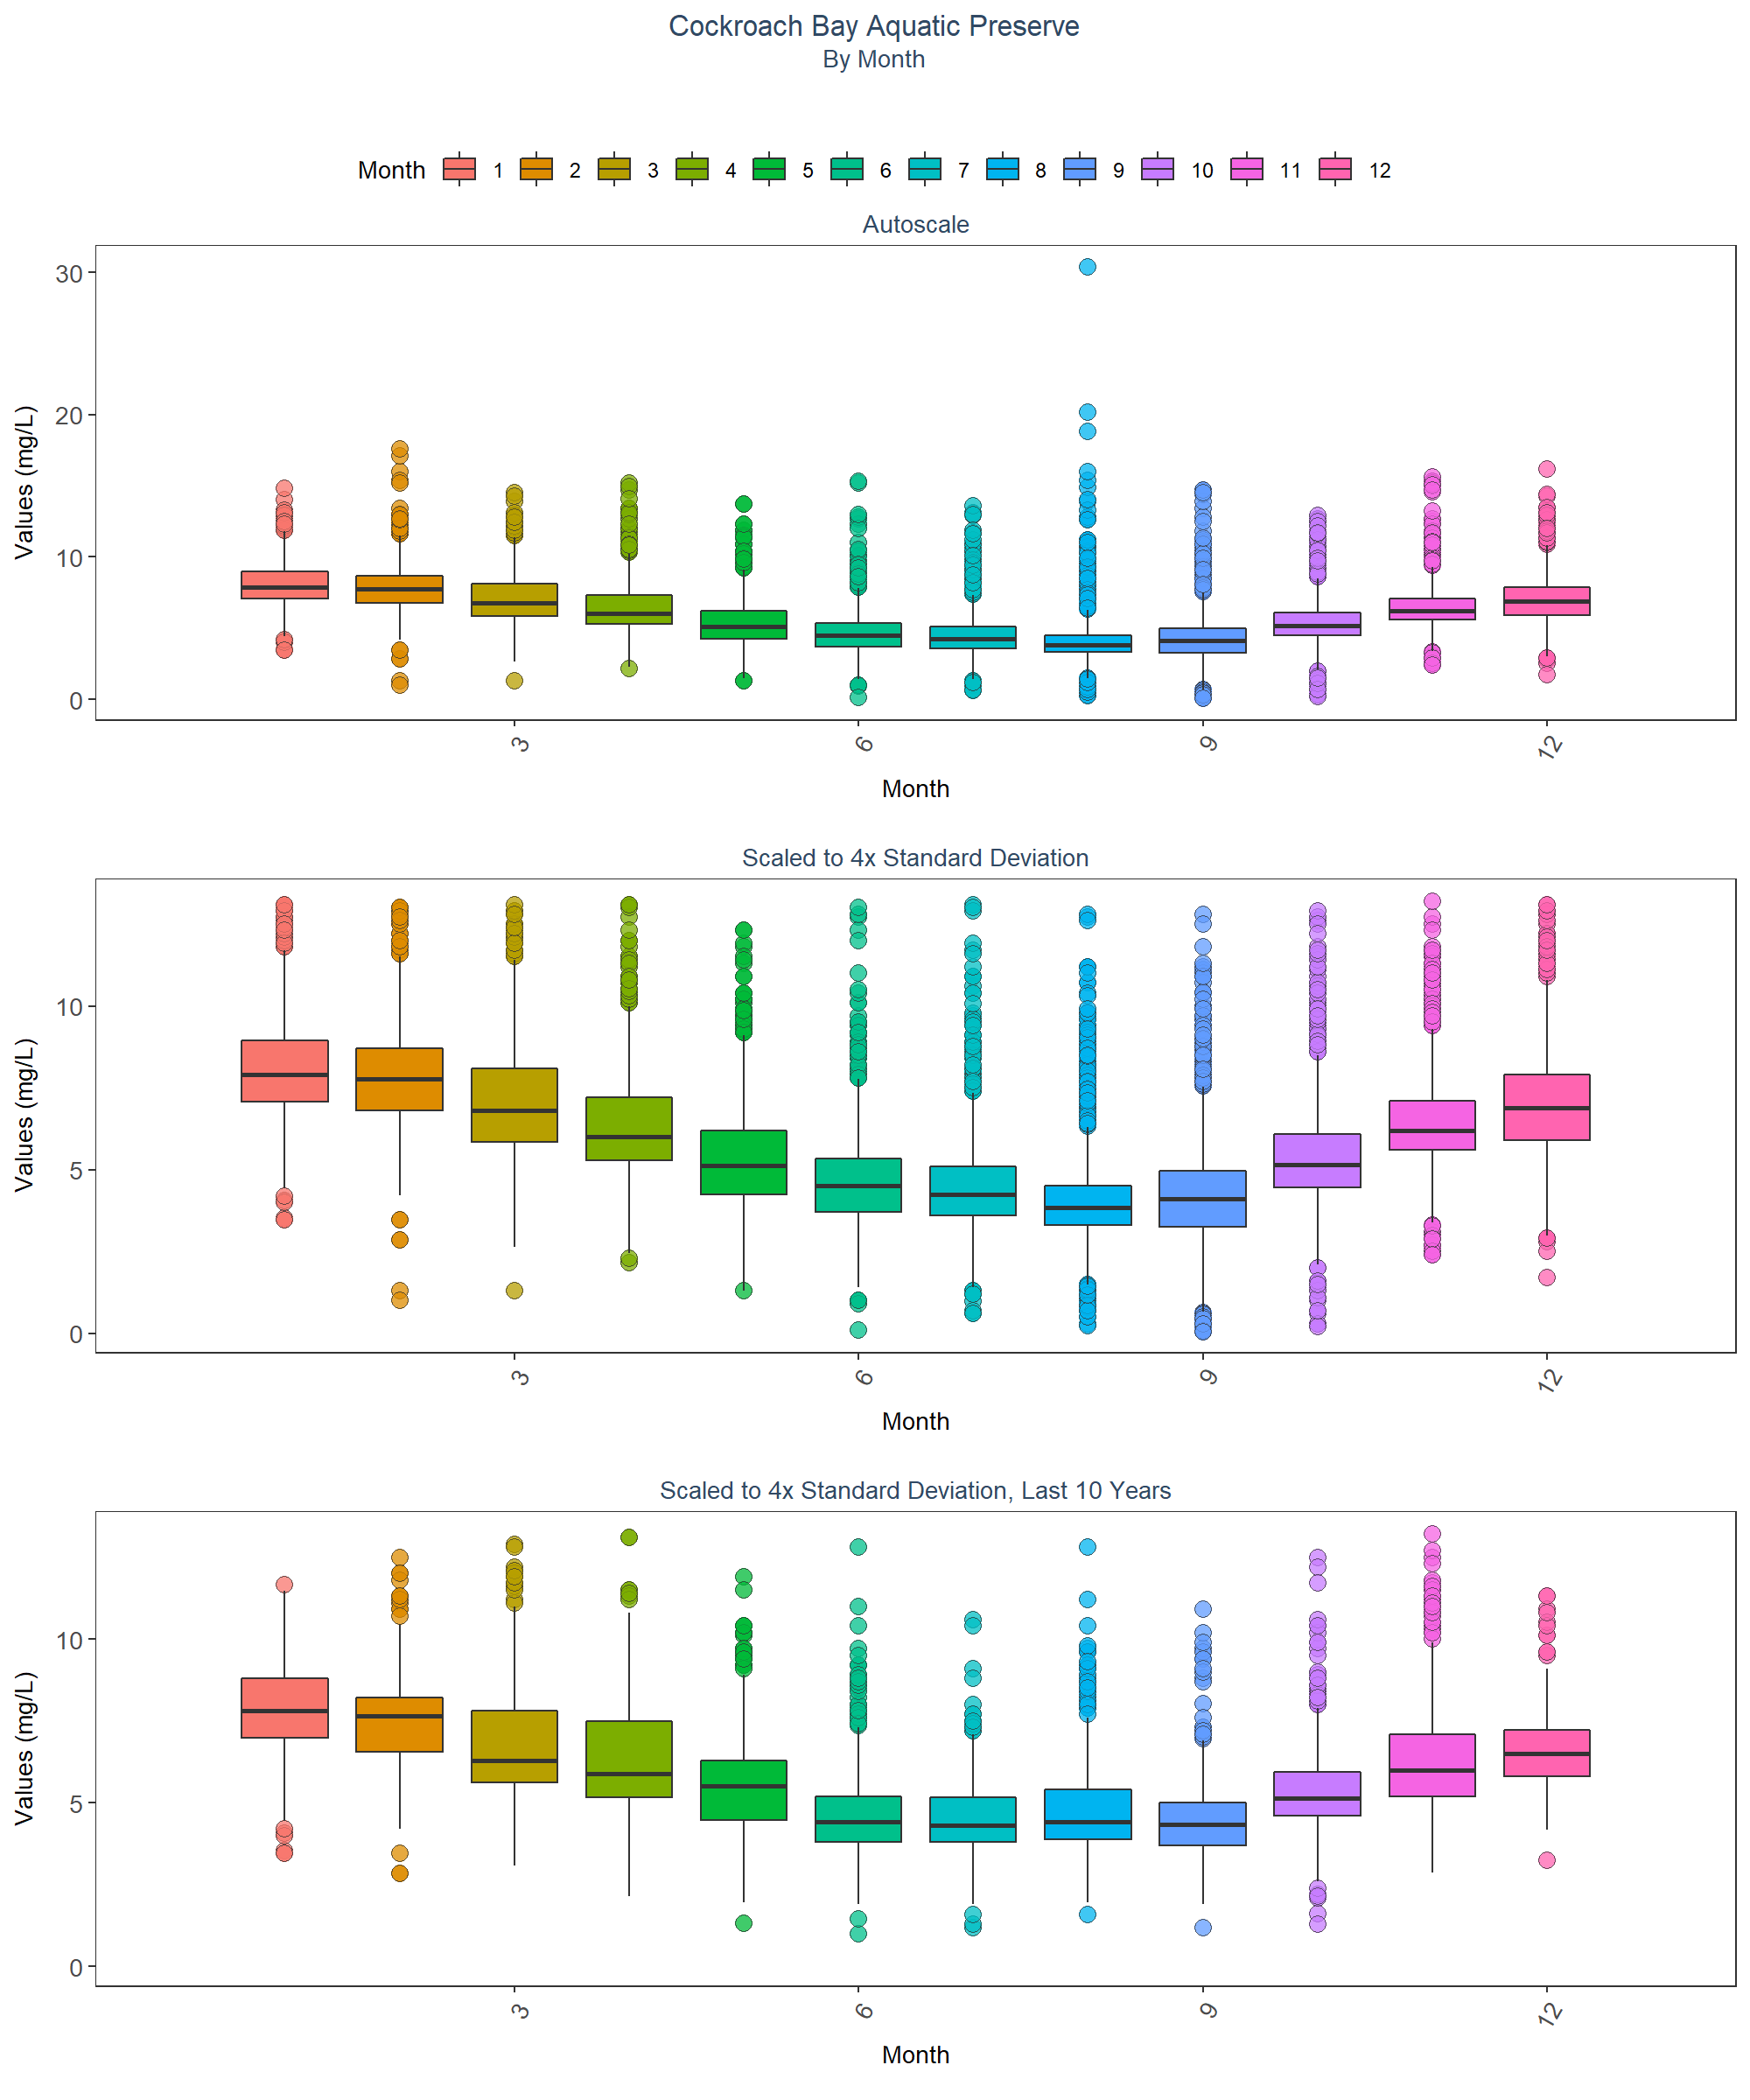 Cockroach Bay Aquatic Preserve
By Month
Month 1 2 3 4 5 6 7 8 9 10 11 12
Autoscale
Values (mg/L)
30
20
10
0
3 6 9 12
Month
Scaled to 4x Standard Deviation
Values (mg/L)
10
5
0
3 6 9 12
Month
Scaled to 4x Standard Deviation, Last 10 Years
Values (mg/L)
10
5
0
3 6 9 12
Month